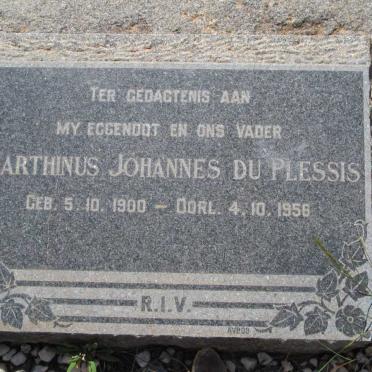 TER GEDAGTENIS AAN
MY EGGENOOT EN ONS VADER
ARTHINUS JOHANNES DU PLESSIS
GEB. 5. 10. 1900 – OORL. 4. 10. 1956
R.I.V.
AVBOB